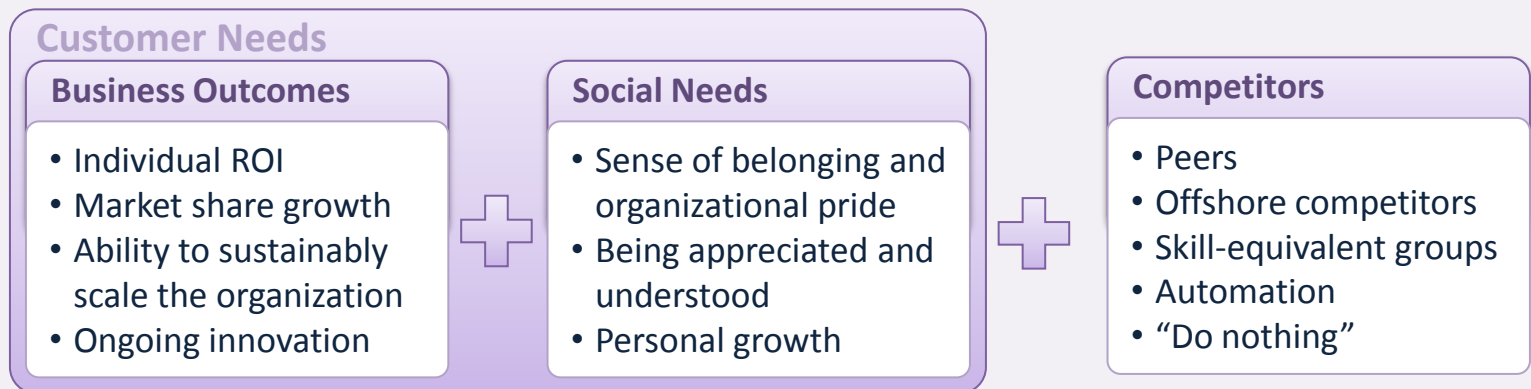 Customer Needs
Business Outcomes
• Individual ROI
• Market share growth
• Ability to sustainably
scale the organization
• Ongoing innovation
Social Needs
• Sense of belonging and
organizational pride
• Being appreciated and
understood
• Personal growth
Competitors
• Peers
• Offshore competitors
• Skill-equivalent groups
• Automation
• “Do nothing”